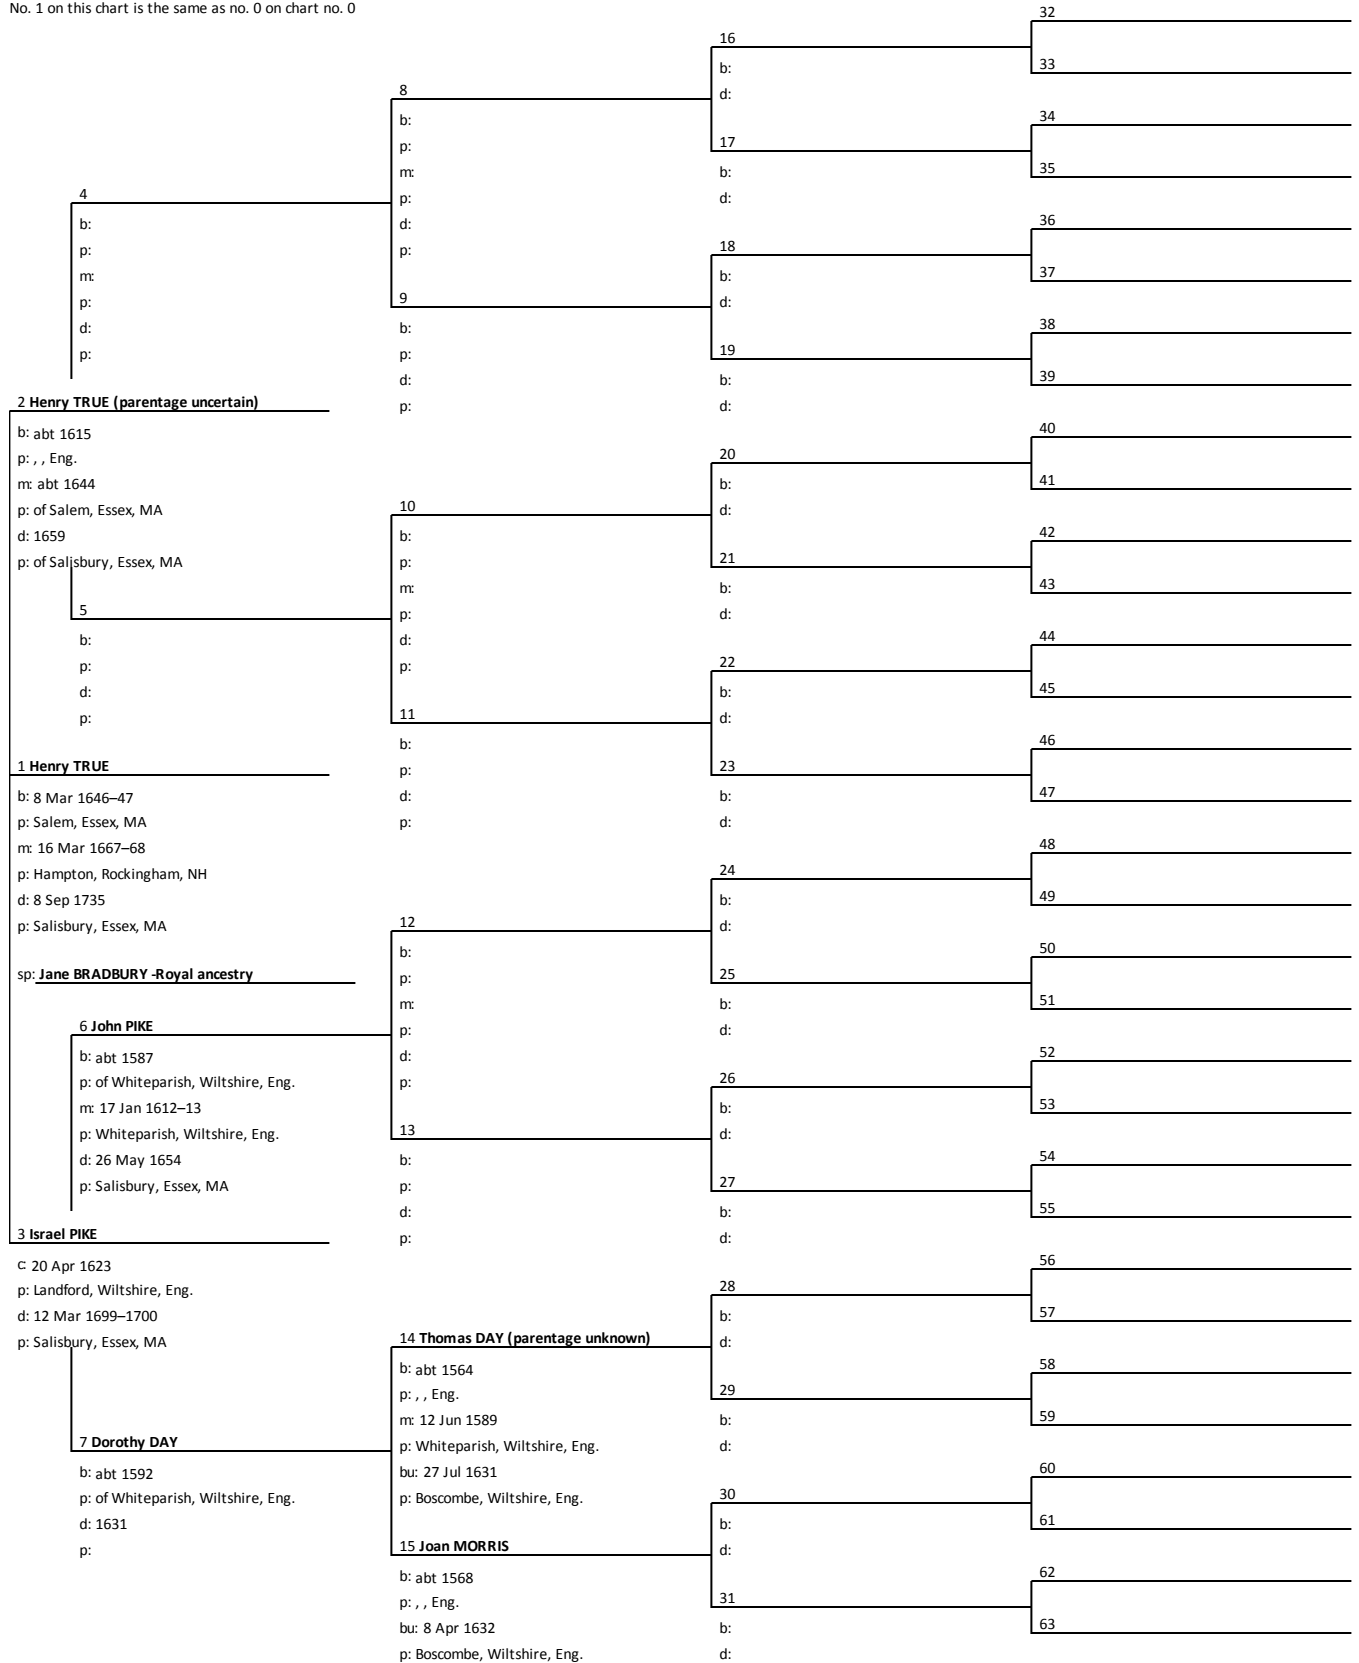 No. 1 on this chart is the same as no. 0 on chart no. 0
4
b:
p:
m:
p:
d:
p:
2 Henry TRUE (parentage uncertain)
b: abt 1615
p: , , Eng.
m: abt 1644
p: of Salem, Essex, MA
d: 1659
p: of Salisbury, Essex, MA
5
b:
p:
d:
p:
1 Henry TRUE
b: 8 Mar 1646–47
p: Salem, Essex, MA
m: 16 Mar 1667–68
p: Hampton, Rockingham, NH
d: 8 Sep 1735
p: Salisbury, Essex, MA
sp: Jane BRADBURY -Royal ancestry
6 John PIKE
b: abt 1587
p: of Whiteparish, Wiltshire, Eng.
m: 17 Jan 1612–13
p: Whiteparish, Wiltshire, Eng.
d: 26 May 1654
p: Salisbury, Essex, MA
3 Israel PIKE
c: 20 Apr 1623
p: Landford, Wiltshire, Eng.
d: 12 Mar 1699–1700
p: Salisbury, Essex, MA
7 Dorothy DAY
b: abt 1592
p: of Whiteparish, Wiltshire, Eng.
d: 1631
p:
8
b:
p:
m:
p:
d:
p:
9
b:
p:
d:
p:
10
b:
p:
m:
p:
d:
p:
11
b:
p:
d:
p:
12
b:
p:
m:
p:
d:
p:
13
b:
p:
d:
p:
14 Thomas DAY (parentage unknown)
b: abt 1564
p: , , Eng.
m: 12 Jun 1589
p: Whiteparish, Wiltshire, Eng.
bu: 27 Jul 1631
p: Boscombe, Wiltshire, Eng.
15 Joan MORRIS
b: abt 1568
p: , , Eng.
bu: 8 Apr 1632
p: Boscombe, Wiltshire, Eng.
16
b:
d:
17
b:
d:
18
b:
d:
19
b:
d:
20
b:
d:
21
b:
d:
22
b:
d:
23
b:
d:
24
b:
d:
25
b:
d:
26
b:
d:
27
b:
d:
28
b:
d:
29
b:
d:
30
b:
d:
31
b:
d:
32
33
34
35
36
37
38
39
40
41
42
43
44
45
46
47
48
49
50
51
52
53
54
55
56
57
58
59
60
61
62
63